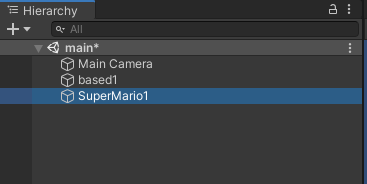 Hierarchy
All
main*
Main Camera
based1
SuperMario1